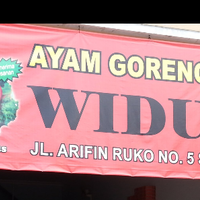 AYAM GORENG
WIDU
JL. ARIFIN RUKO NO. 5